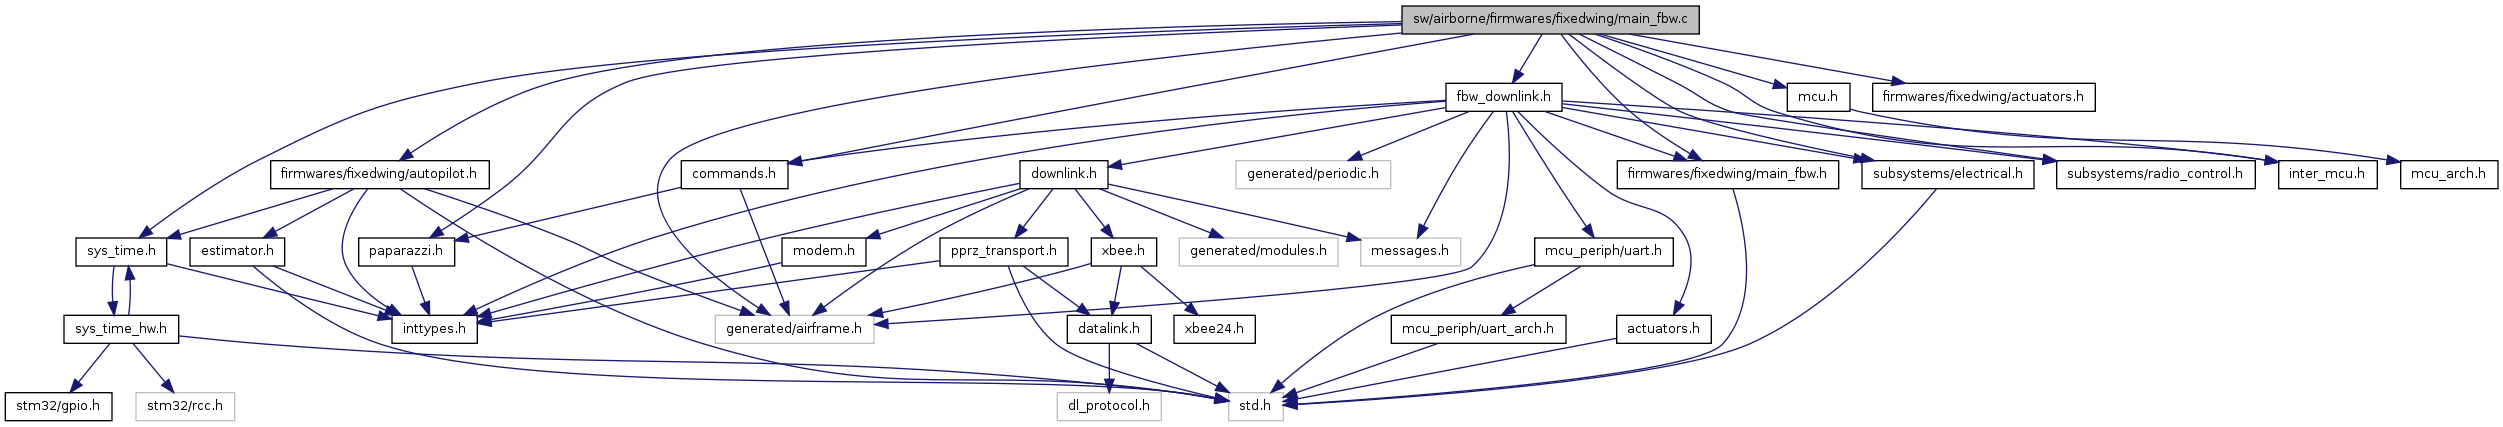 sw/airborne/firmwares/fixedwing/main_fbw.c
fbw_downlink.h
mcu.h
firmwares/fixedwing/actuators.h
firmwares/fixedwing/autopilot.h
commands.h
downlink.h
generated/periodic.h
firmwares/fixedwing/main_fbw.h
subsystems/electrical.h
subsystems/radio_control.h
inter_mcu.h
mcu_arch.h
sys_time.h
estimator.h
paparazzi.h
modem.h
pprz_transport.h
xbee.h
generated/modules.h
messages.h
mcu_periph/uart.h
sys_time_hw.h
inttypes.h
generated/airframe.h
datalink.h
xbee24.h
mcu_periph/uart_arch.h
actuators.h
stm32/gpio.h
stm32/rcc.h
dl_protocol.h
std.h